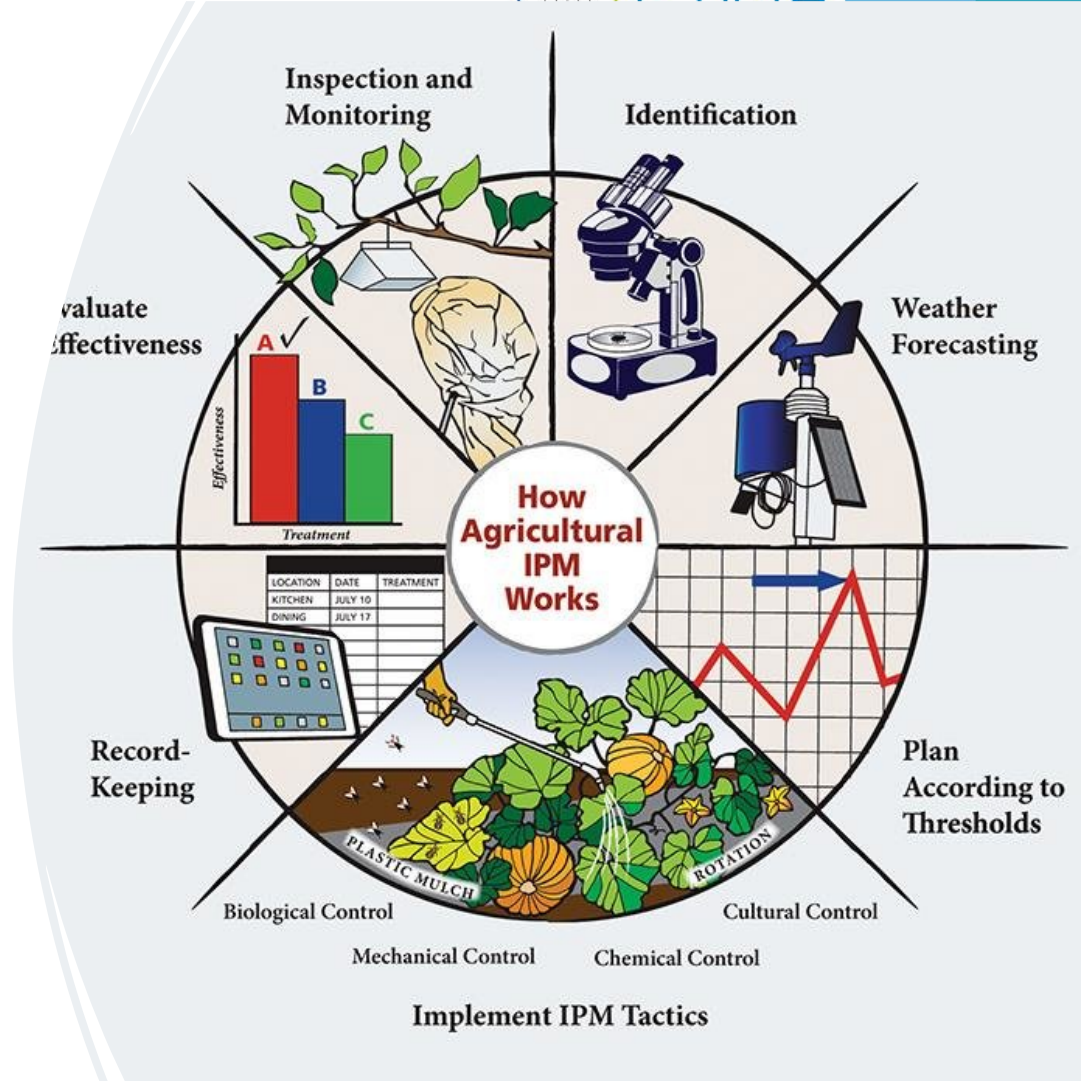 Inspection and
Monitoring
Identification
Weather
Forecasting
valuate
Effectiveness
A
B
C
Effectiveness
Treatment
How
Agricultural
IPM
Works
LOCATION DATE TREATMENT
KITCHEN JULY 10
DINING JULY 17
Record-
Keeping
Plan
According to
Thresholds
PLASTIC MULCH
ROTATION
Biological Control
Cultural Control
Mechanical Control
Chemical Control
Implement IPM Tactics